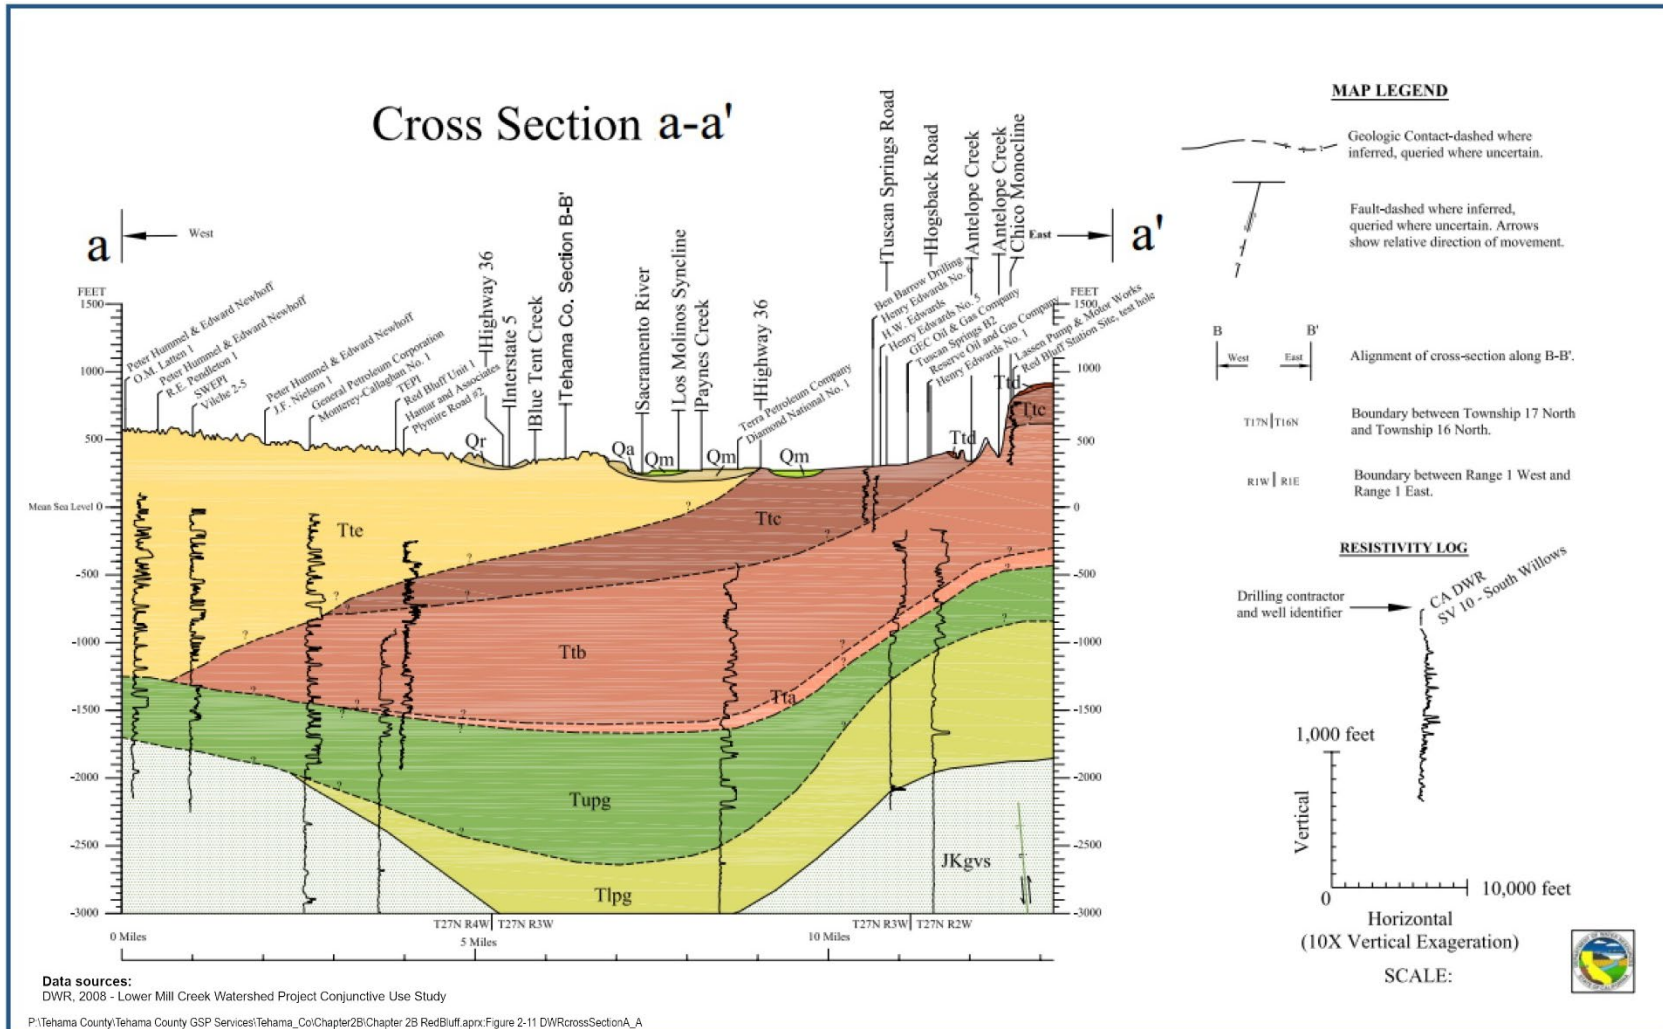 Cross Section a-a'
a
West
East
a'
FEET
1500
1000
500
Mean Sea Level 0
-500
-1000
-1500
-2000
-2500
-3000
Peter Hummel & Edward Newhoff
O.M. Latten 1
Peter Hummel & Edward Newhoff
R.E. Pendleton 1
SWEPI
Vilche 2-5
Peter Hummel & Edward Newhoff
J.F. Nielson 1
General Petroleum Corporation
Monterey-Callaghan No. 1
TEPI
Red Bluff Unit 1
Hamar and Associates
Plymire Road #2
Highway 36
Interstate 5
Blue Tent Creek
Tehama Co. Section B-B'
Sacramento River
Los Molinos Syncline
Paynes Creek
Highway 36
Terra Petroleum Company
Diamond National No. 1
Ben Barrow Drilling
Henry Edwards No. 6
H.W. Edwards
Henry Edwards No. 5
GEC Oil & Gas Company
Tuscan Springs B2
Reserve Oil and Gas Company
Henry Edwards No. 1
Tuscan Springs Road
Hogsback Road
Antelope Creek
Antelope Creek
Chico Monocline
Lassen Pump & Motor Works
Red Bluff Station Site, test hole
FEET
1500
1000
500
0
-500
-1000
-1500
-2000
-2500
-3000
Qr
Qa
Qm
Qm
Qm
Ttd
Ttd
Ttc
Tte
Ttc
Ttb
Tta
Tupg
Tlpg
JKgvs
T27N R4W T27N R3W
T27N R3W T27N R2W
0 Miles
5 Miles
10 Miles
MAP LEGEND
Geologic Contact-dashed where
inferred, queried where uncertain.
Fault-dashed where inferred,
queried where uncertain. Arrows
show relative direction of movement.
B
B'
West
East
Alignment of cross-section along B-B'.
T17N T16N
Boundary between Township 17 North
and Township 16 North.
R1W R1E
Boundary between Range 1 West and
Range 1 East.
RESISTIVITY LOG
Drilling contractor
and well identifier
CA DWR
SV 10 - South Willows
1,000 feet
Vertical
0
10,000 feet
Horizontal
(10X Vertical Exageration)
SCALE:
Data sources:
DWR, 2008 - Lower Mill Creek Watershed Project Conjunctive Use Study
P:\Tehama County\Tehama County GSP Services\Tehama_Co\Chapter2B\Chapter 2B RedBluff.aprx:Figure 2-11 DWRcrossSectionA_A